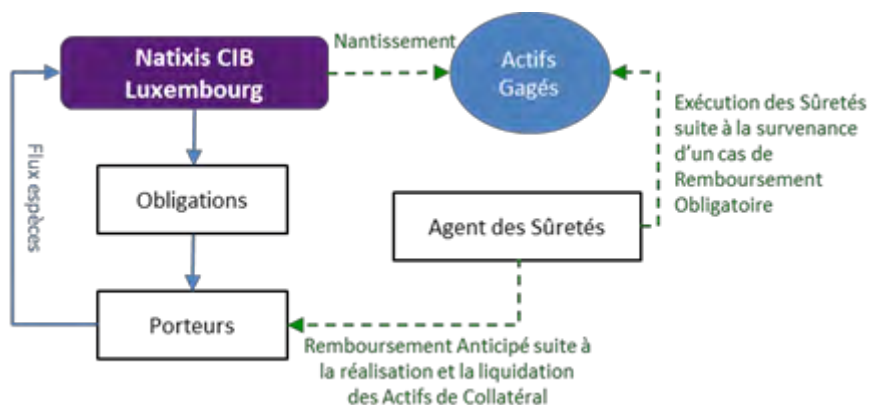 Natixis CIB
Luxembourg
Nantissement
Actifs
Gagés
Exécution des Sûretés
suite à la survenance
d'un cas de
Remboursement
Obligatoire
Flux espèces
Obligations
Agent des Sûretés
Porteurs
Remboursement Anticipé suite à
la réalisation et la liquidation
des Actifs de Collatéral